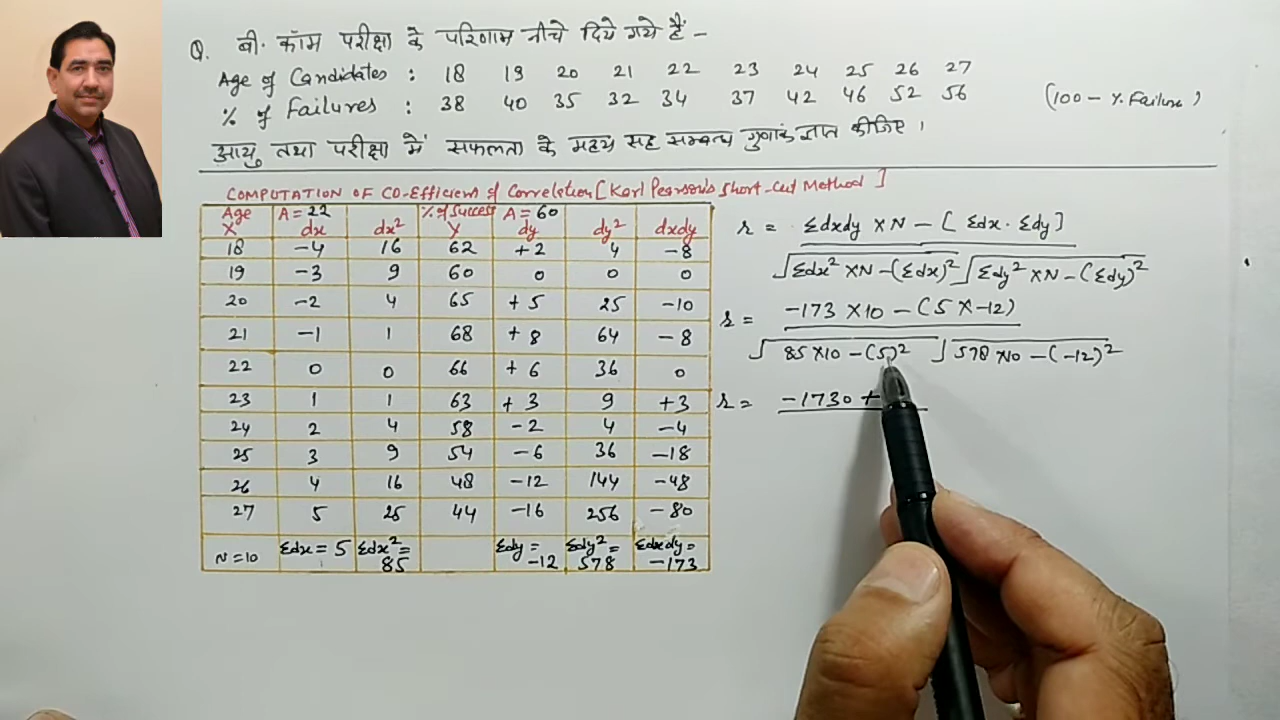 Q. बी. कॉम परीक्षा के परिणाम नीचे दिये गये हैं -
Age of Candidates : 18 19 20 21 22 23 24 25 26 27
% of Failures : 38 40 35 32 34 37 42 46 52 56 (100 - % Failure)
आयु तथा परीक्षा में सफलता के मध्य सह सम्बन्ध गुणांक ज्ञात कीजिए।
COMPUTATION OF CO-Efficient of Correlation [Karl Pearson's Short-Cut Method]
Age X A = 22 dx dx² % of Success Y A = 60 dy dy² dxdy
18 -4 16 62 +2 4 -8
19 -3 9 60 0 0 0
20 -2 4 65 +5 25 -10
21 -1 1 68 +8 64 -8
22 0 0 66 +6 36 0
23 1 1 63 +3 9 +3
24 2 4 58 -2 4 -4
25 3 9 54 -6 36 -18
26 4 16 48 -12 144 -48
27 5 25 44 -16 256 -80
N = 10 Σdx = 5 Σdx² = 85 Σdy = -12 Σdy² = 578 Σdxdy = -173
r = Σdxdy × N - [Σdx · Σdy]
√Σdx² × N - (Σdx)² √Σdy² × N - (Σdy)²
r = -173 × 10 - (5 × -12)
√85 × 10 - (5)² √578 × 10 - (-12)²
r = -1730 +